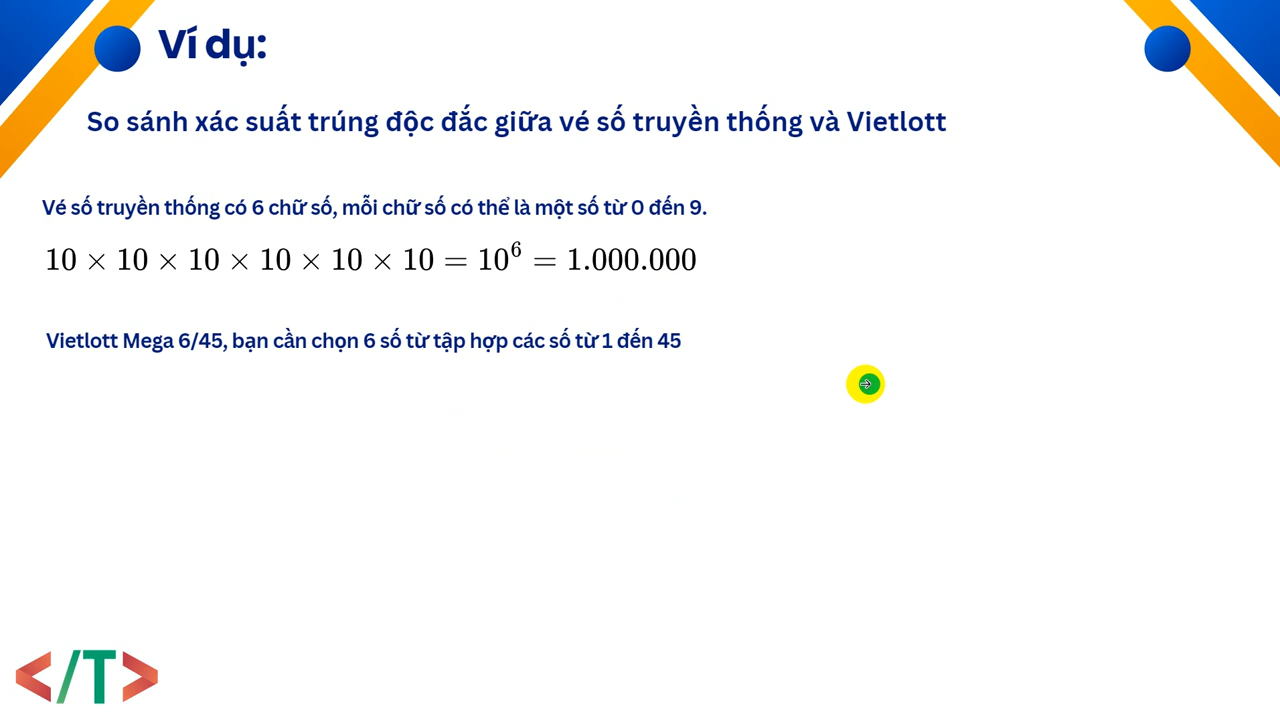 Ví dụ:
So sánh xác suất trúng độc đắc giữa vé số truyền thống và Vietlott
Vé số truyền thống có 6 chữ số, mỗi chữ số có thể là một số từ 0 đến 9.
10 × 10 × 10 × 10 × 10 × 10 = 10⁶ = 1.000.000
Vietlott Mega 6/45, bạn cần chọn 6 số từ tập hợp các số từ 1 đến 45
</T>